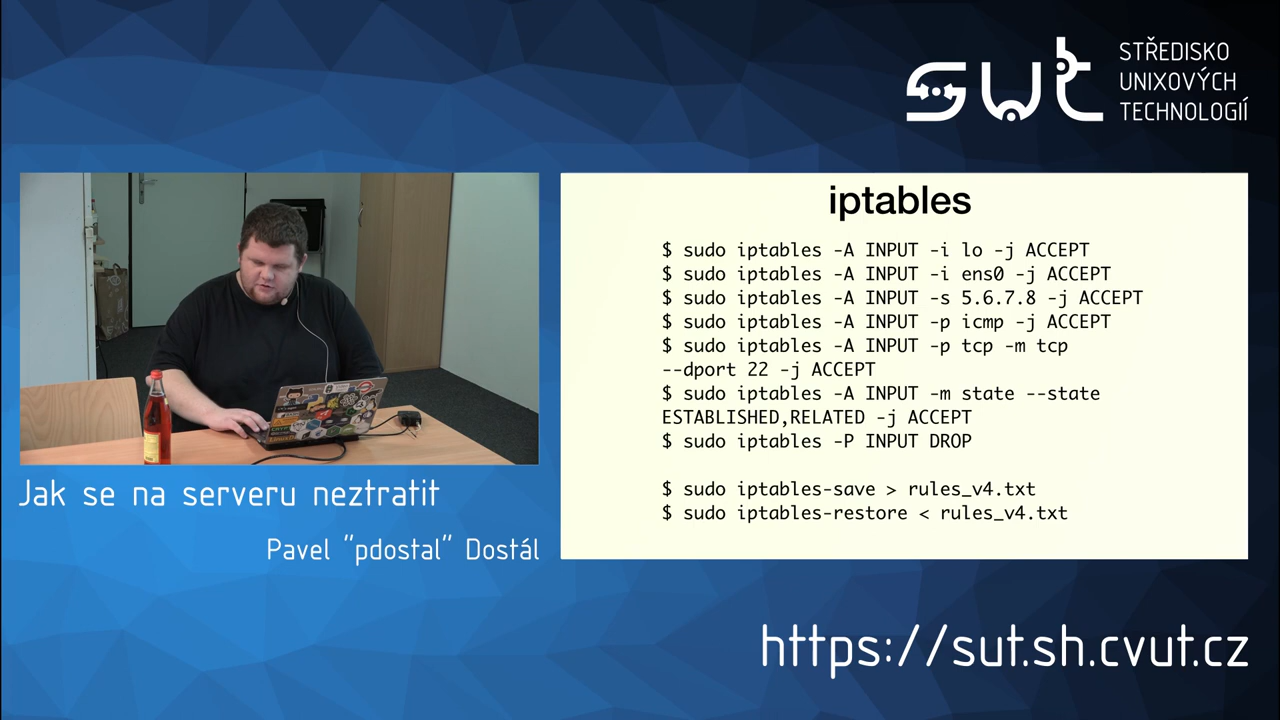 sut
STŘEDISKO
UNIXOVÝCH
TECHNOLOGIÍ
iptables
$ sudo iptables -A INPUT -i lo -j ACCEPT
$ sudo iptables -A INPUT -i ens0 -j ACCEPT
$ sudo iptables -A INPUT -s 5.6.7.8 -j ACCEPT
$ sudo iptables -A INPUT -p icmp -j ACCEPT
$ sudo iptables -A INPUT -p tcp -m tcp
--dport 22 -j ACCEPT
$ sudo iptables -A INPUT -m state --state
ESTABLISHED,RELATED -j ACCEPT
$ sudo iptables -P INPUT DROP
$ sudo iptables-save > rules_v4.txt
$ sudo iptables-restore < rules_v4.txt
Jak se na serveru neztratit
Pavel "pdostal" Dostál
https://sut.sh.cvut.cz